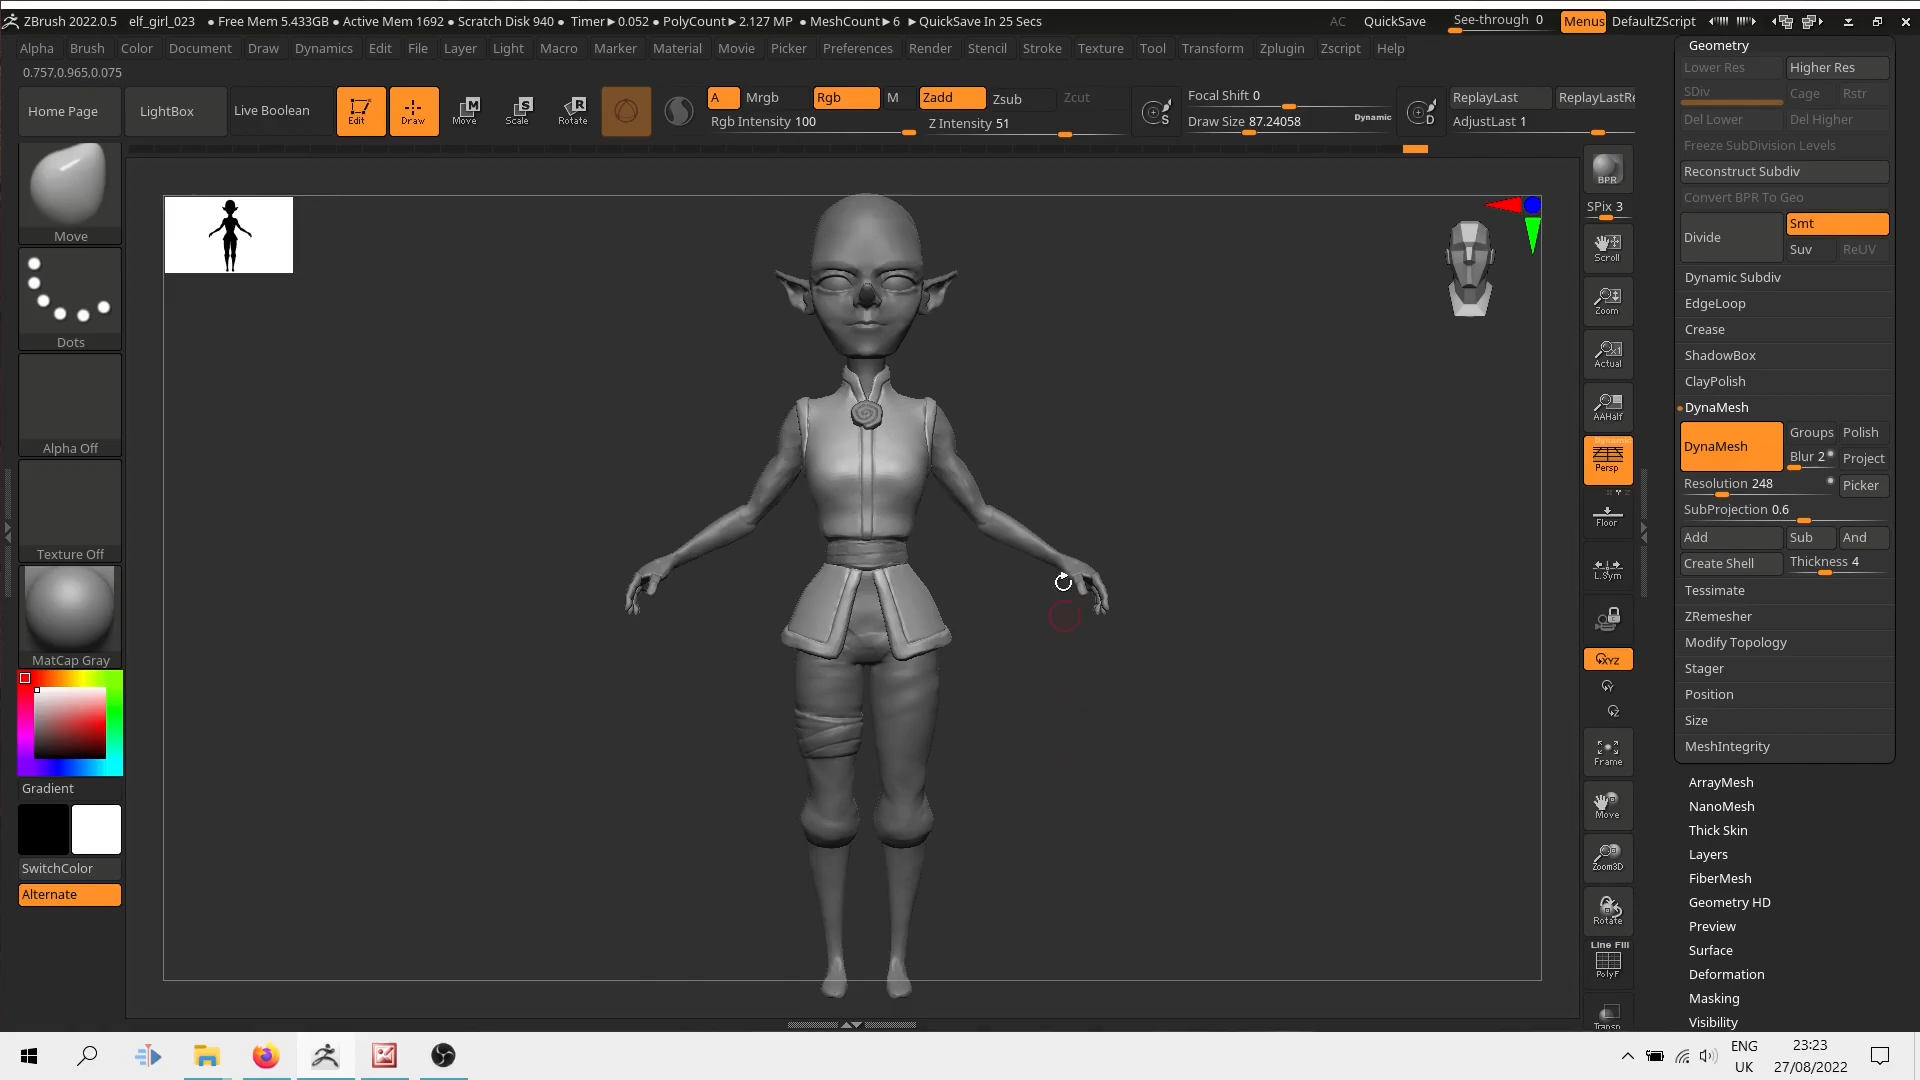 ZBrush 2022.0.5 elf_girl_023 ● Free Mem 5.433GB ● Active Mem 1692 ● Scratch Disk 940 ● Timer►0.052 ● PolyCount►2.127 MP ● MeshCount►6 ►QuickSave In 25 Secs AC QuickSave See-through 0 Menus DefaultZScript
Alpha Brush Color Document Draw Dynamics Edit File Layer Light Macro Marker Material Movie Picker Preferences Render Stencil Stroke Texture Tool Transform Zplugin Zscript Help
0.757,0.965,0.075
Home Page LightBox Live Boolean Edit Draw Move Scale Rotate
M S R
A Mrgb Rgb M Zadd Zsub Zcut
Rgb Intensity 100 Z Intensity 51
S Focal Shift 0
Draw Size 87.24058 Dynamic
D ReplayLast ReplayLastRe
AdjustLast 1
Move
Dots
Alpha Off
Texture Off
MatCap Gray
Gradient
SwitchColor
Alternate
BPR
SPix 3
Scroll
Zoom
Actual
AAHalf
Dynamic
Persp
Floor
L.Sym
XYZ
Y
Z
Frame
Move
Zoom3D
Rotate
Line Fill
PolyF
Transp
Geometry
Lower Res Higher Res
SDiv Cage Rstr
Del Lower Del Higher
Freeze SubDivision Levels
Reconstruct Subdiv
Convert BPR To Geo
Divide Smt
Suv ReUV
Dynamic Subdiv
EdgeLoop
Crease
ShadowBox
ClayPolish
DynaMesh
DynaMesh Groups Polish
Blur 2 Project
Resolution 248 Picker
SubProjection 0.6
Add Sub And
Create Shell Thickness 4
Tessimate
ZRemesher
Modify Topology
Stager
Position
Size
MeshIntegrity
ArrayMesh
NanoMesh
Thick Skin
Layers
FiberMesh
Geometry HD
Preview
Surface
Deformation
Masking
Visibility
ENG
UK
23:23
27/08/2022